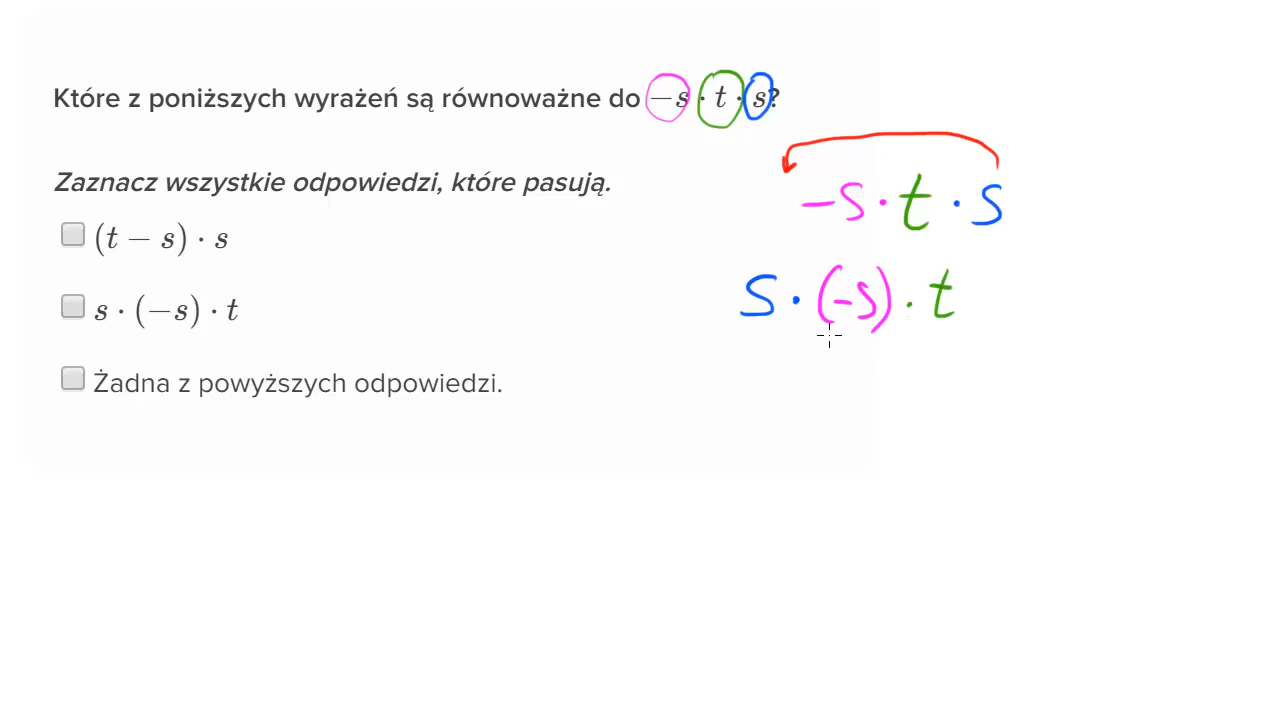 Które z poniższych wyrażeń są równoważne do −s · t · s?
−s · t · s
Zaznacz wszystkie odpowiedzi, które pasują.
(t − s) · s
s · (−s) · t
s · (−s) · t
Żadna z powyższych odpowiedzi.